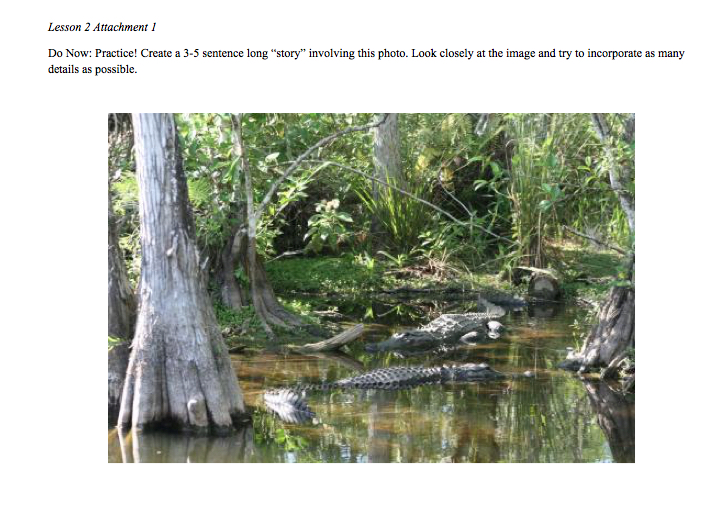 Lesson 2 Attachment 1
Do Now: Practice! Create a 3-5 sentence long “story” involving this photo. Look closely at the image and try to incorporate as many
details as possible.